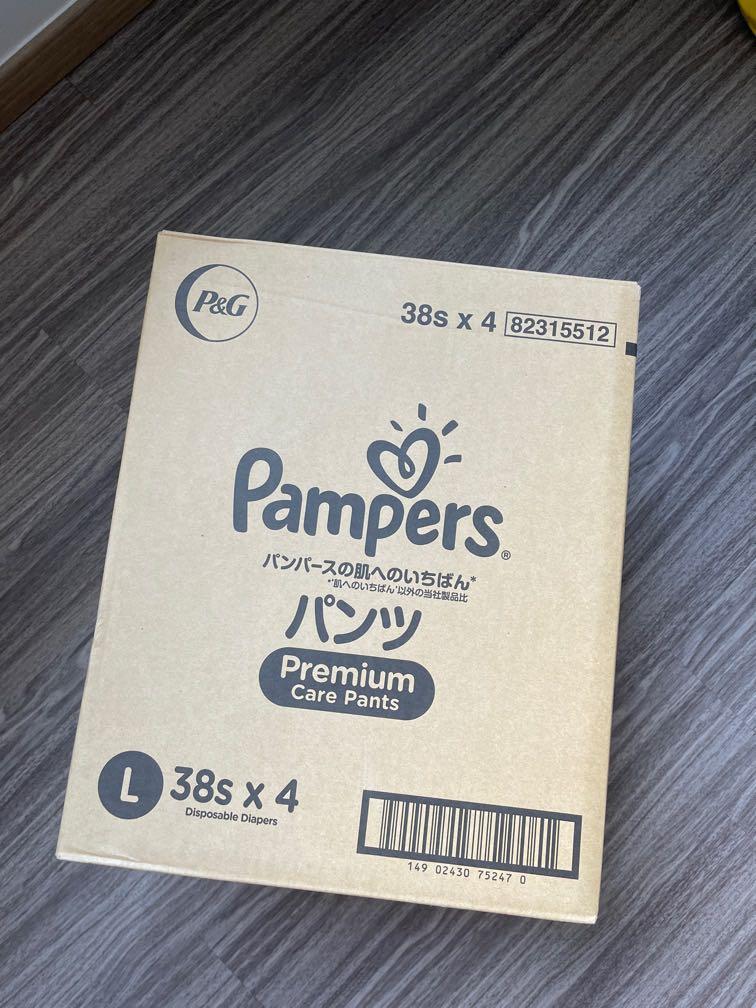 P&G
38s x 4 82315512
Pampers®
パンパースの肌へのいちばん*
*"肌へのいちばん"以外の当社製品比
パンツ
Premium
Care Pants
L 38s x 4
Disposable Diapers
149 02430 75247 0